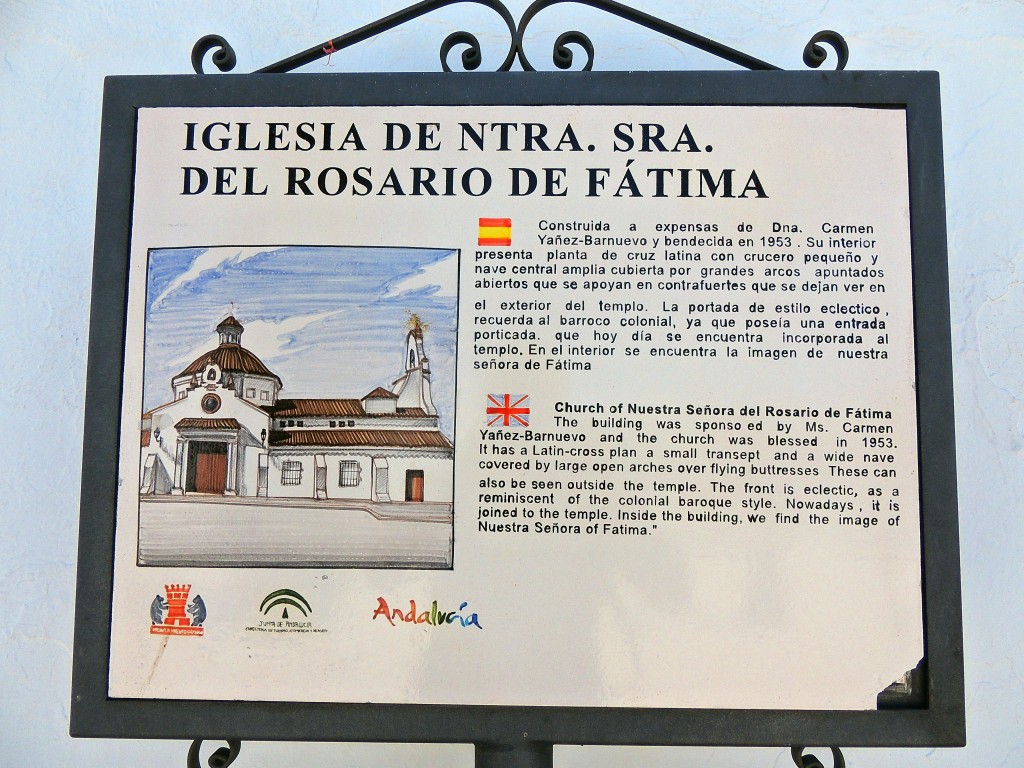 IGLESIA DE NTRA. SRA.
DEL ROSARIO DE FÁTIMA
Construida a expensas de Dna. Carmen
Yañez-Barnuevo y bendecida en 1953 . Su interior
presenta planta de cruz latina con crucero pequeño y
nave central amplia cubierta por grandes arcos apuntados
abiertos que se apoyan en contrafuertes que se dejan ver en
el exterior del templo. La portada de estilo eclectico ,
recuerda al barroco colonial, ya que poseía una entrada
porticada. que hoy día se encuentra incorporada al
templo. En el interior se encuentra la imagen de nuestra
señora de Fátima
Church of Nuestra Señora del Rosario de Fátima
The building was sponso ed by Ms. Carmen
Yañez-Barnuevo and the church was blessed in 1953.
It has a Latin-cross plan a small transept and a wide nave
covered by large open arches over flying buttresses These can
also be seen outside the temple. The front is eclectic, as a
reminiscent of the colonial baroque style. Nowadays , it is
joined to the temple. Inside the building, we find the image of
Nuestra Señora of Fatima."
JUNTA DE ANDALUCIA
Andalucía